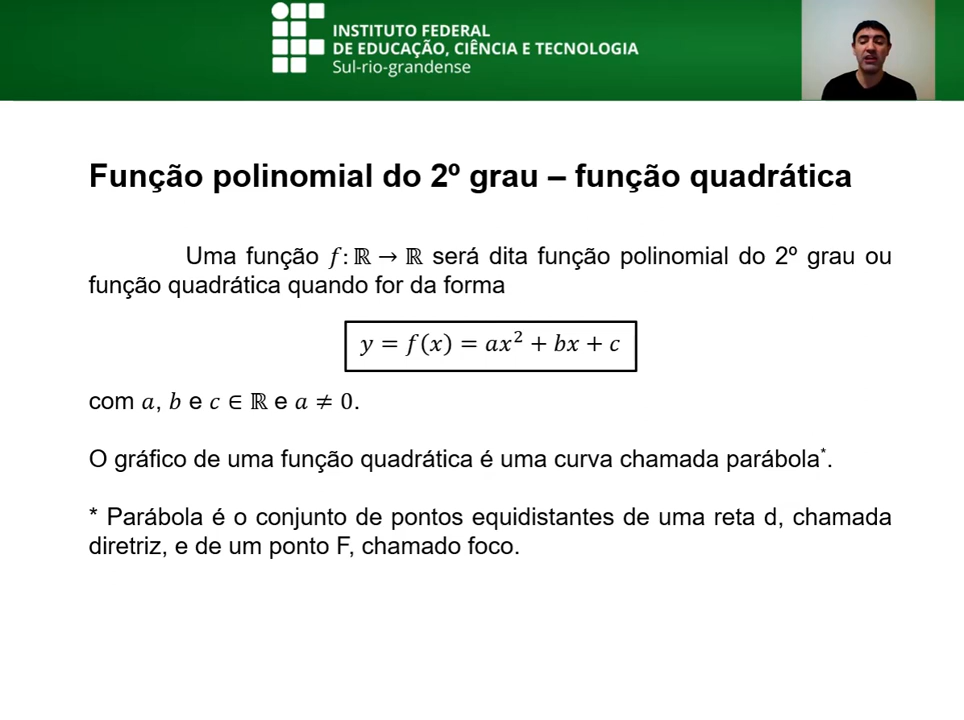 INSTITUTO FEDERAL
DE EDUCAÇÃO, CIÊNCIA E TECNOLOGIA
Sul-rio-grandense
Função polinomial do 2º grau – função quadrática
Uma função f: ℝ → ℝ será dita função polinomial do 2º grau ou
função quadrática quando for da forma
y = f(x) = ax² + bx + c
com a, b e c ∈ ℝ e a ≠ 0.
O gráfico de uma função quadrática é uma curva chamada parábola*.
* Parábola é o conjunto de pontos equidistantes de uma reta d, chamada
diretriz, e de um ponto F, chamado foco.